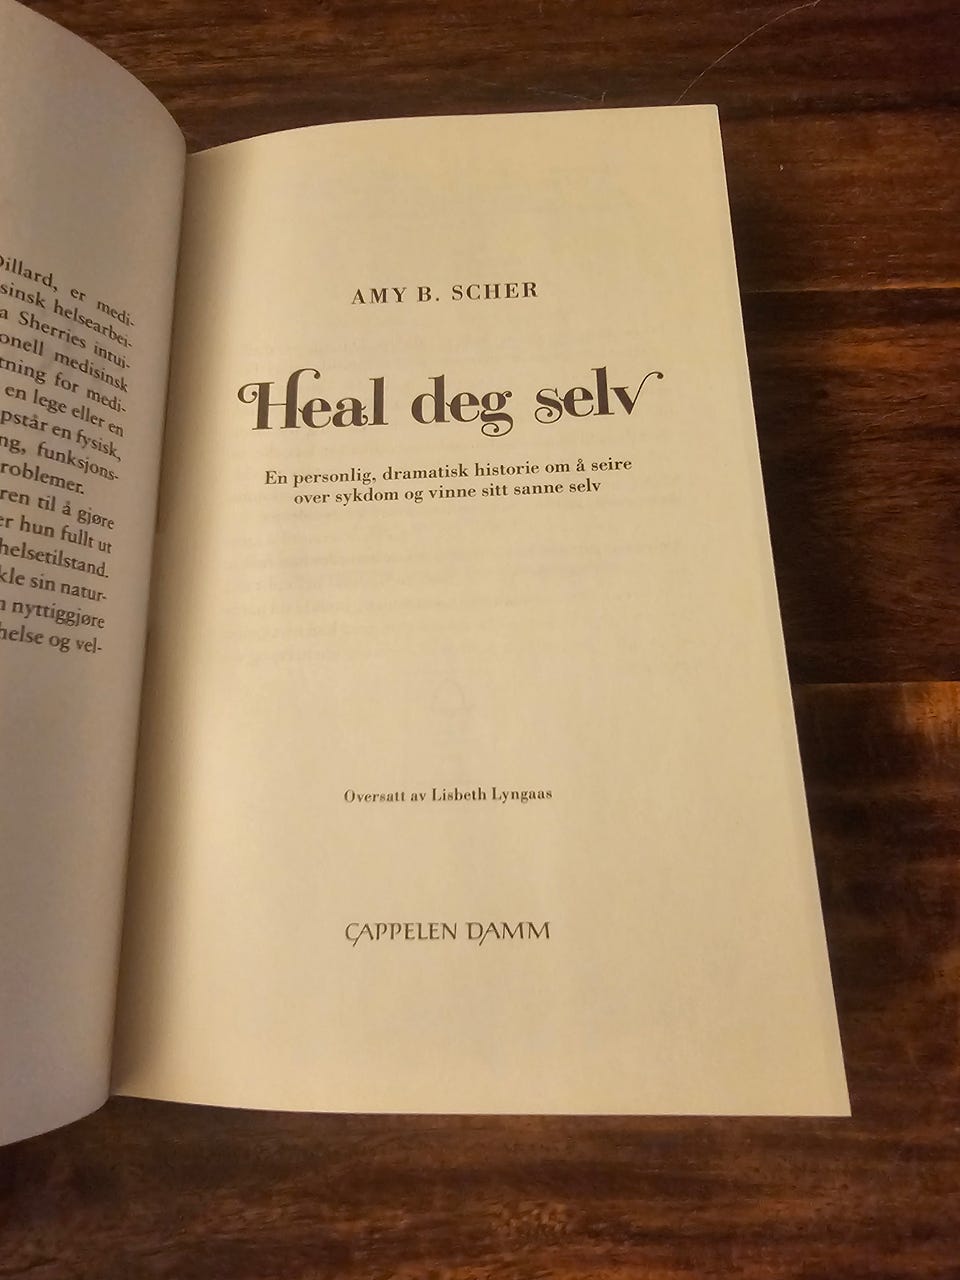 Dillard, er medi-
sinsk helsearbei-
a Sherries intui-
onell medisinsk
tning for medi-
en lege eller en
pstår en fysisk,
ng, funksjons-
roblemer.
ren til å gjøre
er hun fullt ut
helsetilstand.
kle sin natur-
n nyttiggjøre
helse og vel-
AMY B. SCHER
Heal deg selv
En personlig, dramatisk historie om å seire
over sykdom og vinne sitt sanne selv
Oversatt av Lisbeth Lyngaas
CAPPELEN DAMM